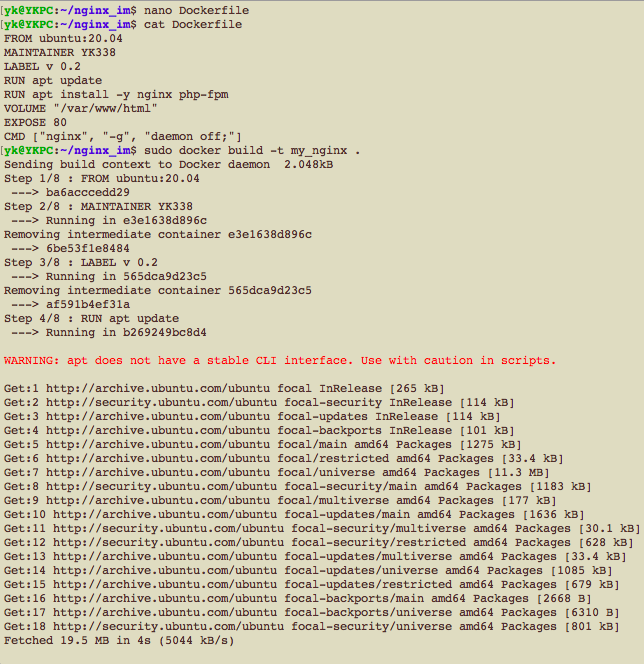 [yk@YKPC:~/nginx_im$ nano Dockerfile
[yk@YKPC:~/nginx_im$ cat Dockerfile
FROM ubuntu:20.04
MAINTAINER YK338
LABEL v 0.2
RUN apt update
RUN apt install -y nginx php-fpm
VOLUME "/var/www/html"
EXPOSE 80
CMD ["nginx", "-g", "daemon off;"]
[yk@YKPC:~/nginx_im$ sudo docker build -t my_nginx .
Sending build context to Docker daemon  2.048kB
Step 1/8 : FROM ubuntu:20.04
 ---> ba6acccedd29
Step 2/8 : MAINTAINER YK338
 ---> Running in e3e1638d896c
Removing intermediate container e3e1638d896c
 ---> 6be53f1e8484
Step 3/8 : LABEL v 0.2
 ---> Running in 565dca9d23c5
Removing intermediate container 565dca9d23c5
 ---> af591b4ef31a
Step 4/8 : RUN apt update
 ---> Running in b269249bc8d4
WARNING: apt does not have a stable CLI interface. Use with caution in scripts.
Get:1 http://archive.ubuntu.com/ubuntu focal InRelease [265 kB]
Get:2 http://security.ubuntu.com/ubuntu focal-security InRelease [114 kB]
Get:3 http://archive.ubuntu.com/ubuntu focal-updates InRelease [114 kB]
Get:4 http://archive.ubuntu.com/ubuntu focal-backports InRelease [101 kB]
Get:5 http://archive.ubuntu.com/ubuntu focal/main amd64 Packages [1275 kB]
Get:6 http://archive.ubuntu.com/ubuntu focal/restricted amd64 Packages [33.4 kB]
Get:7 http://archive.ubuntu.com/ubuntu focal/universe amd64 Packages [11.3 MB]
Get:8 http://security.ubuntu.com/ubuntu focal-security/main amd64 Packages [1183 kB]
Get:9 http://archive.ubuntu.com/ubuntu focal/multiverse amd64 Packages [177 kB]
Get:10 http://archive.ubuntu.com/ubuntu focal-updates/main amd64 Packages [1636 kB]
Get:11 http://security.ubuntu.com/ubuntu focal-security/multiverse amd64 Packages [30.1 kB]
Get:12 http://security.ubuntu.com/ubuntu focal-security/restricted amd64 Packages [628 kB]
Get:13 http://archive.ubuntu.com/ubuntu focal-updates/multiverse amd64 Packages [33.4 kB]
Get:14 http://archive.ubuntu.com/ubuntu focal-updates/universe amd64 Packages [1085 kB]
Get:15 http://archive.ubuntu.com/ubuntu focal-updates/restricted amd64 Packages [679 kB]
Get:16 http://archive.ubuntu.com/ubuntu focal-backports/main amd64 Packages [2668 B]
Get:17 http://archive.ubuntu.com/ubuntu focal-backports/universe amd64 Packages [6310 B]
Get:18 http://security.ubuntu.com/ubuntu focal-security/universe amd64 Packages [801 kB]
Fetched 19.5 MB in 4s (5044 kB/s)